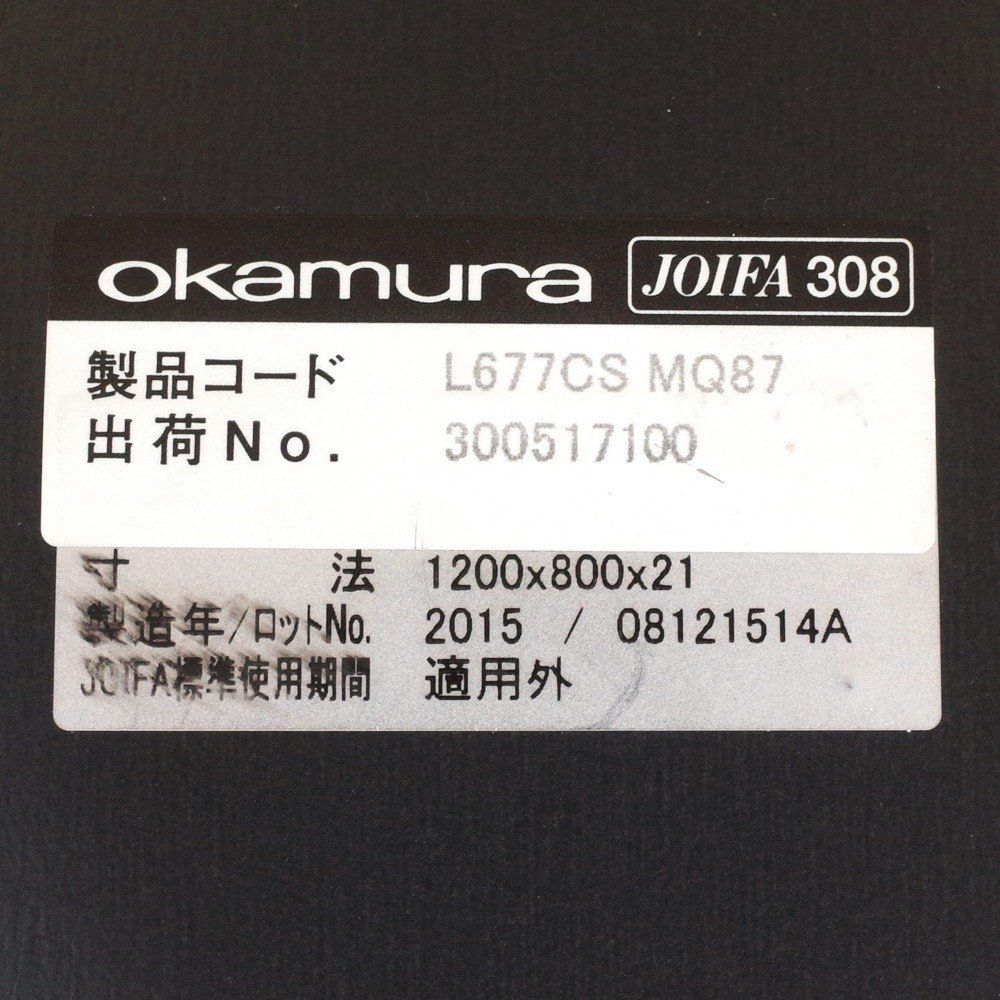 okamura JOIFA 308
製品コード L677CS MQ87
出荷No. 300517100
寸法 1200x800x21
製造年/ロットNo. 2015 / 08121514A
JOIFA標準使用期間 適用外